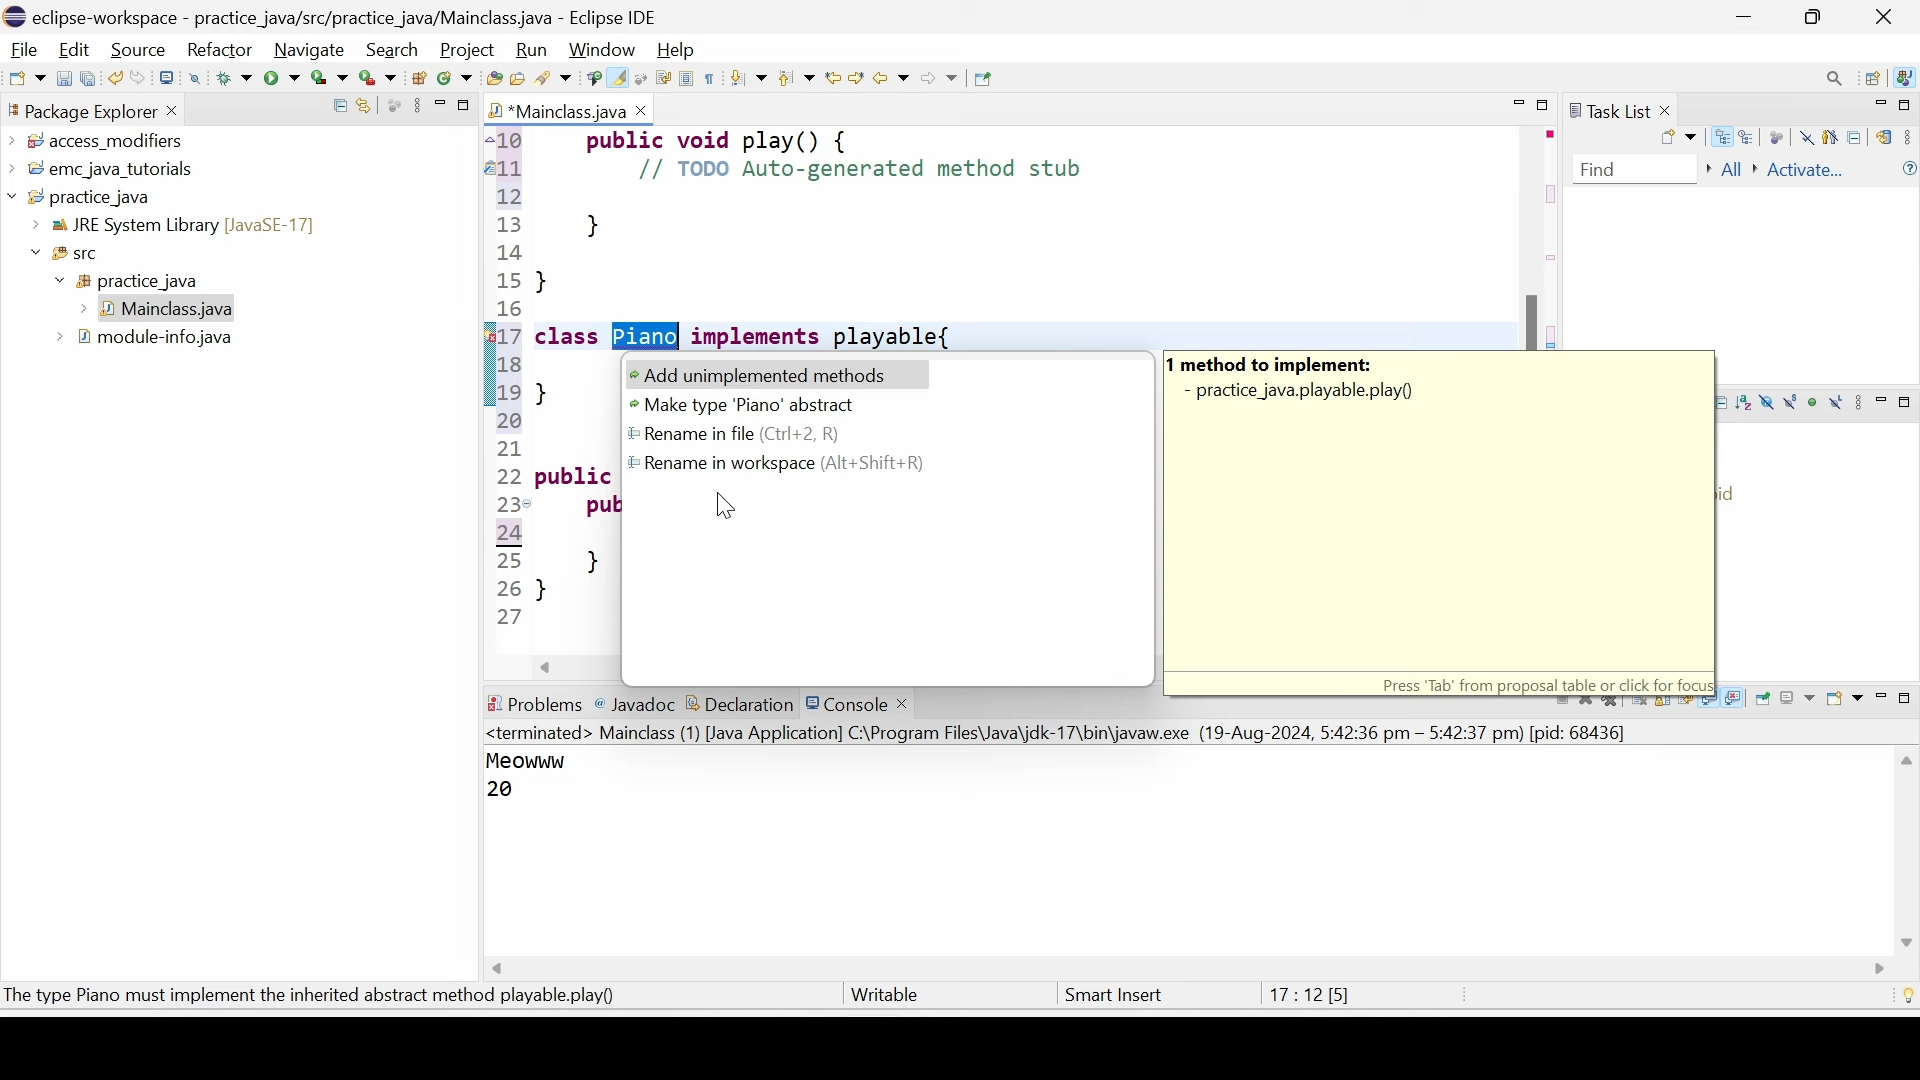 eclipse-workspace - practice_java/src/practice_java/Mainclass.java - Eclipse IDE
File Edit Source Refactor Navigate Search Project Run Window Help
Package Explorer
access_modifiers
emc_java_tutorials
practice_java
JRE System Library [JavaSE-17]
src
practice_java
Mainclass.java
module-info.java
*Mainclass.java
10 public void play() {
11 // TODO Auto-generated method stub
12
13 }
14
15 }
16
17 class Piano implements playable{
18
19 }
20
21
22 public
23 pub
24
25 }
26 }
27
Add unimplemented methods
Make type 'Piano' abstract
Rename in file (Ctrl+2, R)
Rename in workspace (Alt+Shift+R)
1 method to implement:
- practice_java.playable.play()
Press 'Tab' from proposal table or click for focus
Task List
Find All Activate...
Problems Javadoc Declaration Console
<terminated> Mainclass (1) [Java Application] C:\Program Files\Java\jdk-17\bin\javaw.exe (19-Aug-2024, 5:42:36 pm – 5:42:37 pm) [pid: 68436]
Meowww
20
The type Piano must implement the inherited abstract method playable.play() Writable Smart Insert 17 : 12 [5]